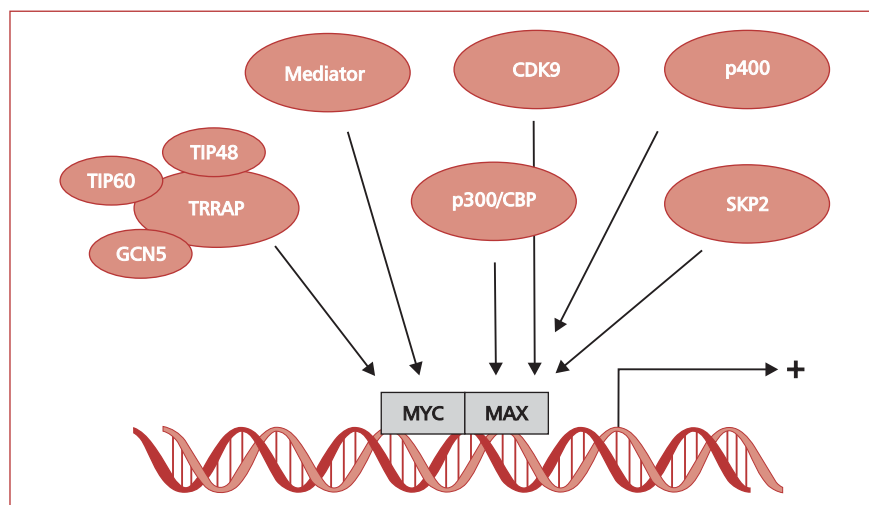 Mediator
CDK9
p400
TIP48
TIP60
TRRAP
GCN5
p300/CBP
SKP2
+
MYC
MAX